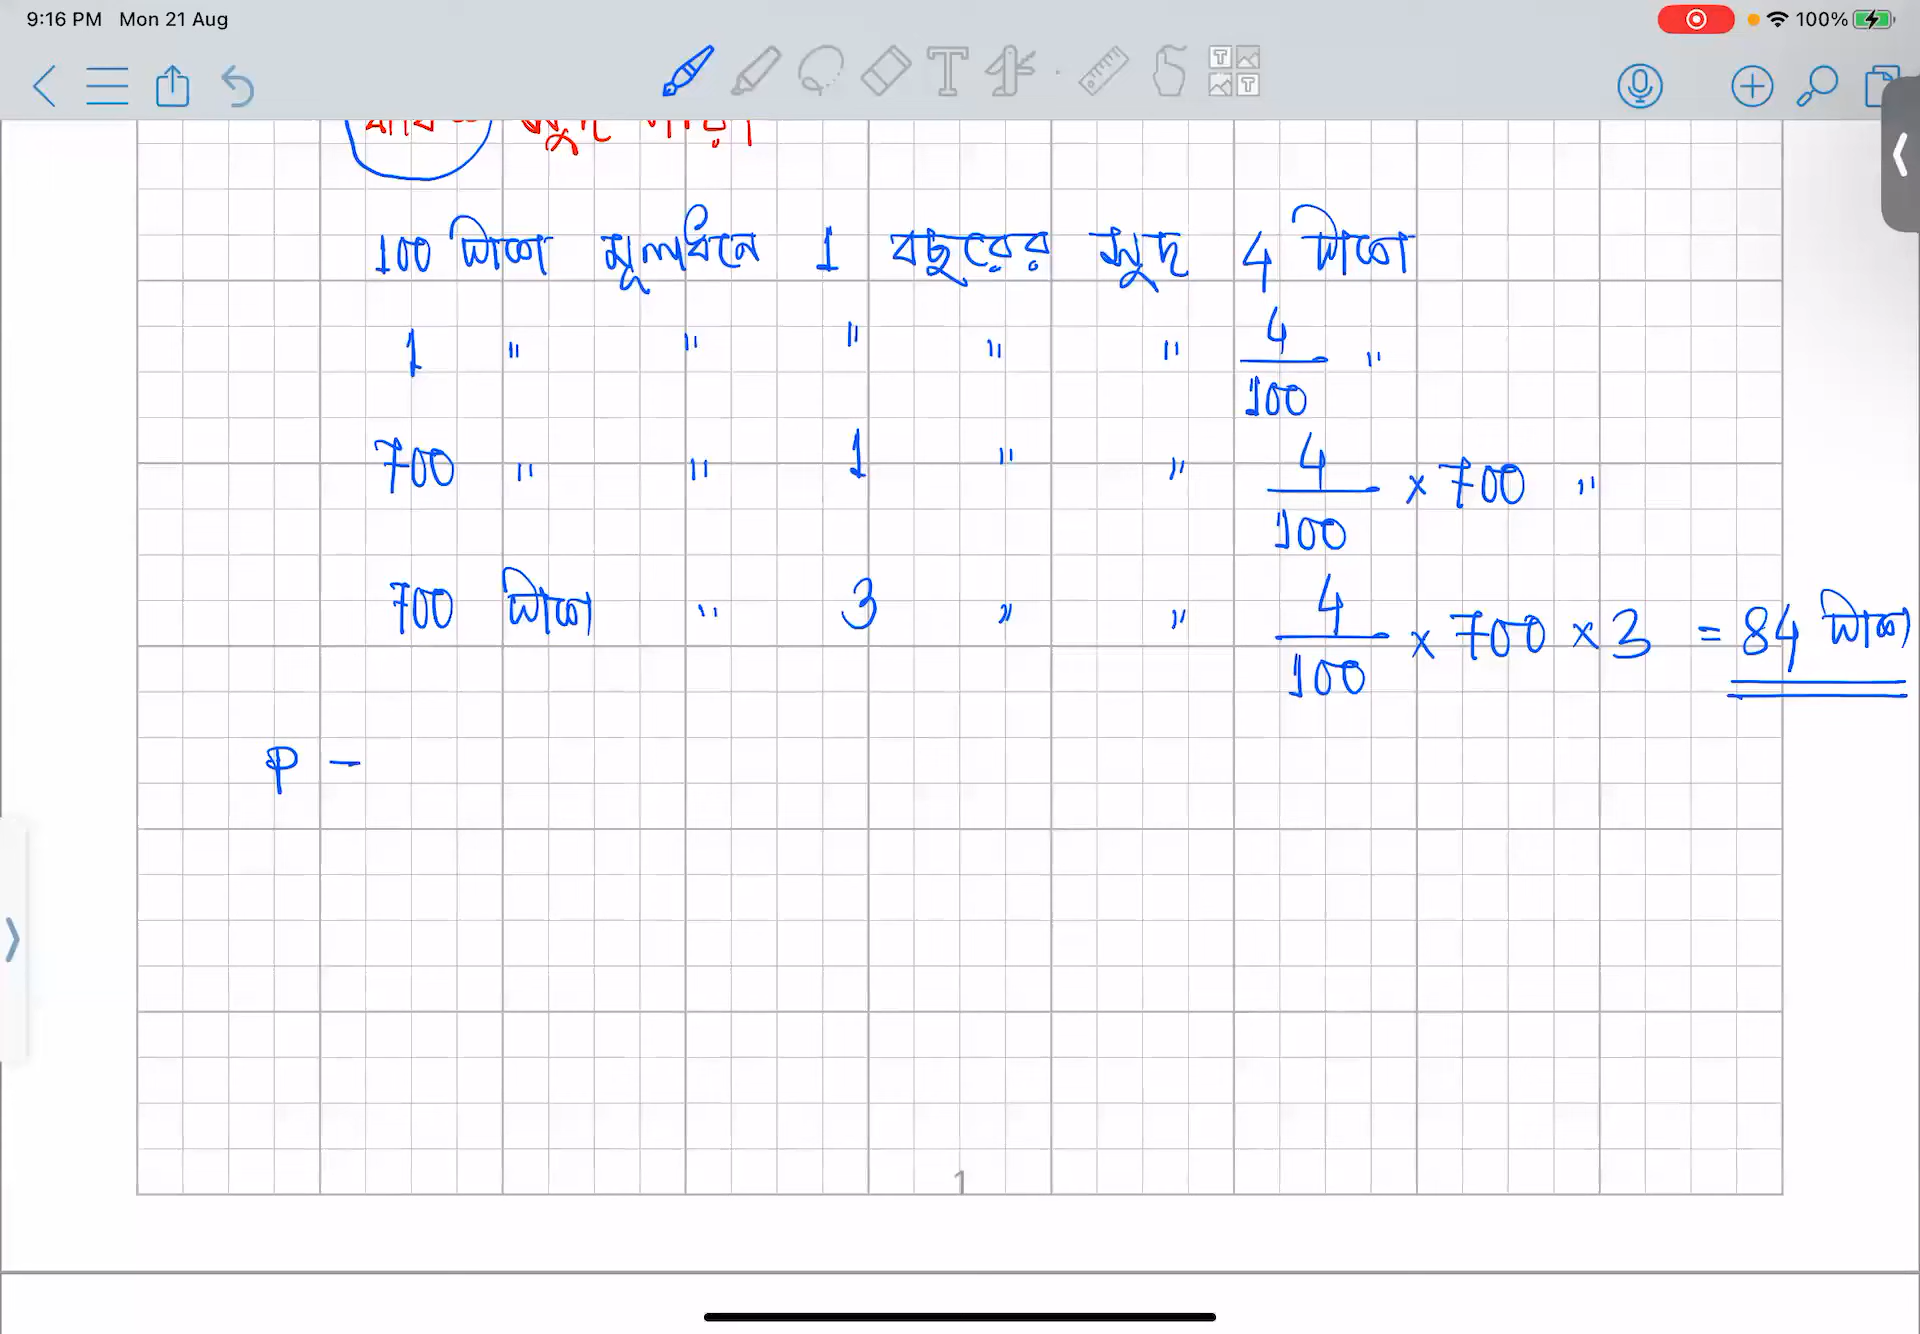 9:16 PM Mon 21 Aug
100%
সুদ
100 টাকা মূলধনে 1 বছরের সুদ 4 টাকা
1 " " " " " 4/100 "
700 " " 1 " " 4/100 × 700 "
700 টাকা " 3 " " 4/100 × 700 × 3 = 84 টাকা
P –
1